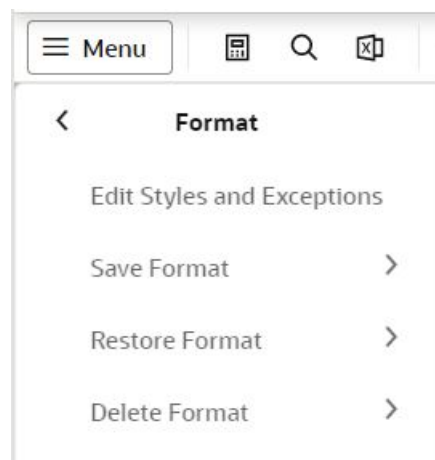 Menu
Format
Edit Styles and Exceptions
Save Format
Restore Format
Delete Format